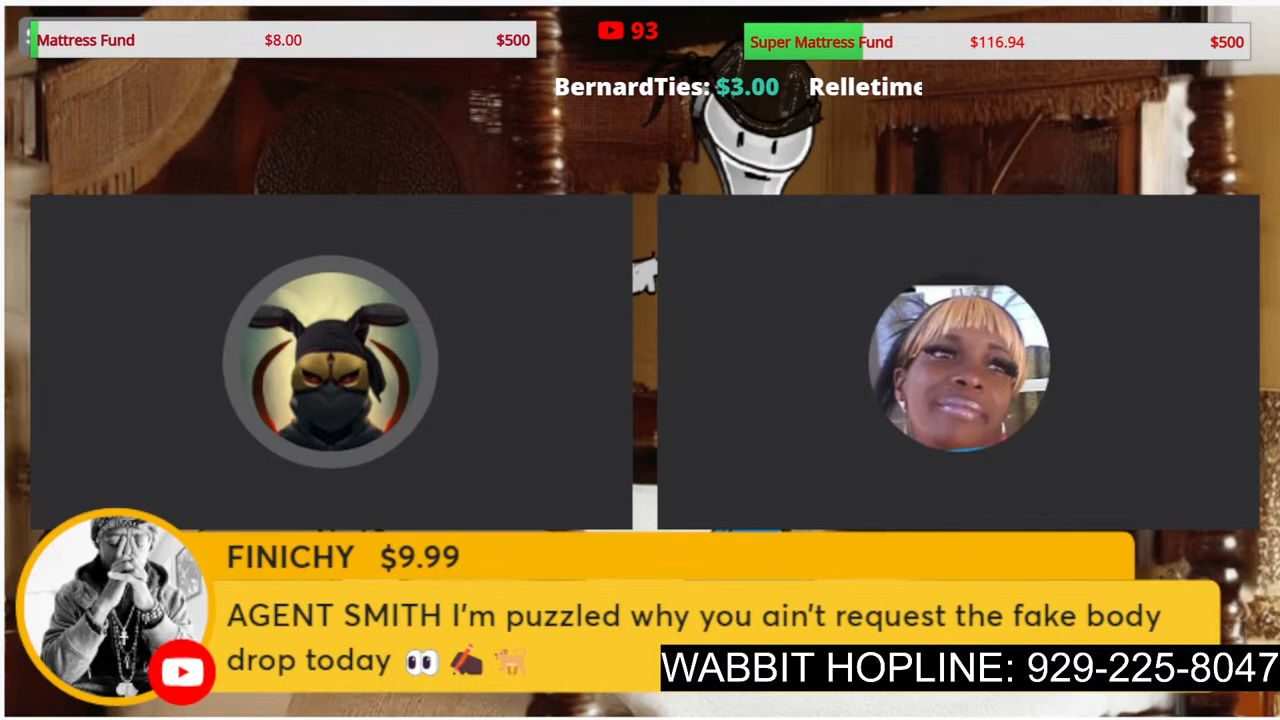 Mattress Fund $8.00 $500
93
Super Mattress Fund $116.94 $500
BernardTies: $3.00 Relletime
FINICHY $9.99
AGENT SMITH I'm puzzled why you ain't request the fake body
drop today 👀 ✍🏿 🐕
WABBIT HOPLINE: 929-225-8047